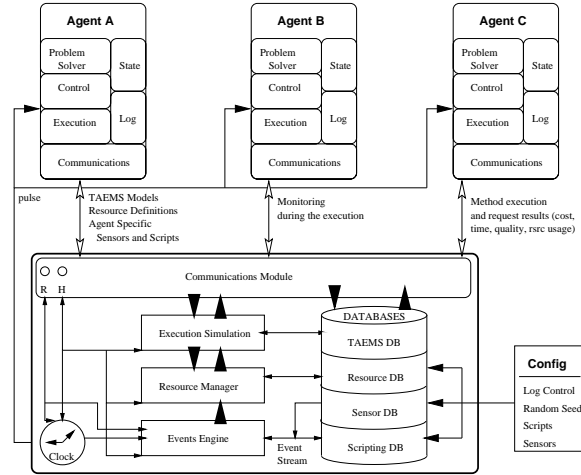 Agent A
Problem
Solver
State
Control
Execution
Log
Communications
Agent B
Problem
Solver
State
Control
Execution
Log
Communications
Agent C
Problem
Solver
State
Control
Execution
Log
Communications
pulse
TAEMS Models
Resource Definitions
Agent Specific
Sensors and Scripts
Monitoring
during the execution
Method execution
and request results (cost,
time, quality, rsrc usage)
Communications Module
R H
DATABASES
Execution Simulation
TAEMS DB
Resource Manager
Resource DB
Sensor DB
Events Engine
Event
Stream
Scripting DB
Clock
Config
Log Control
Random Seed
Scripts
Sensors